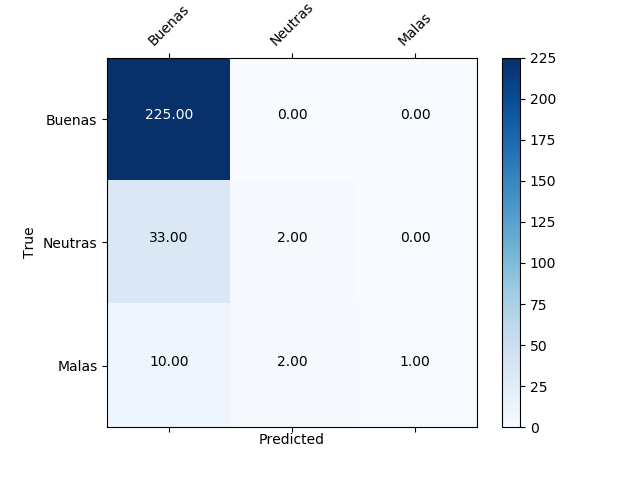 Buenas Neutras Malas
Buenas 225.00 0.00 0.00
Neutras 33.00 2.00 0.00
Malas 10.00 2.00 1.00
True
Predicted
225
200
175
150
125
100
75
50
25
0